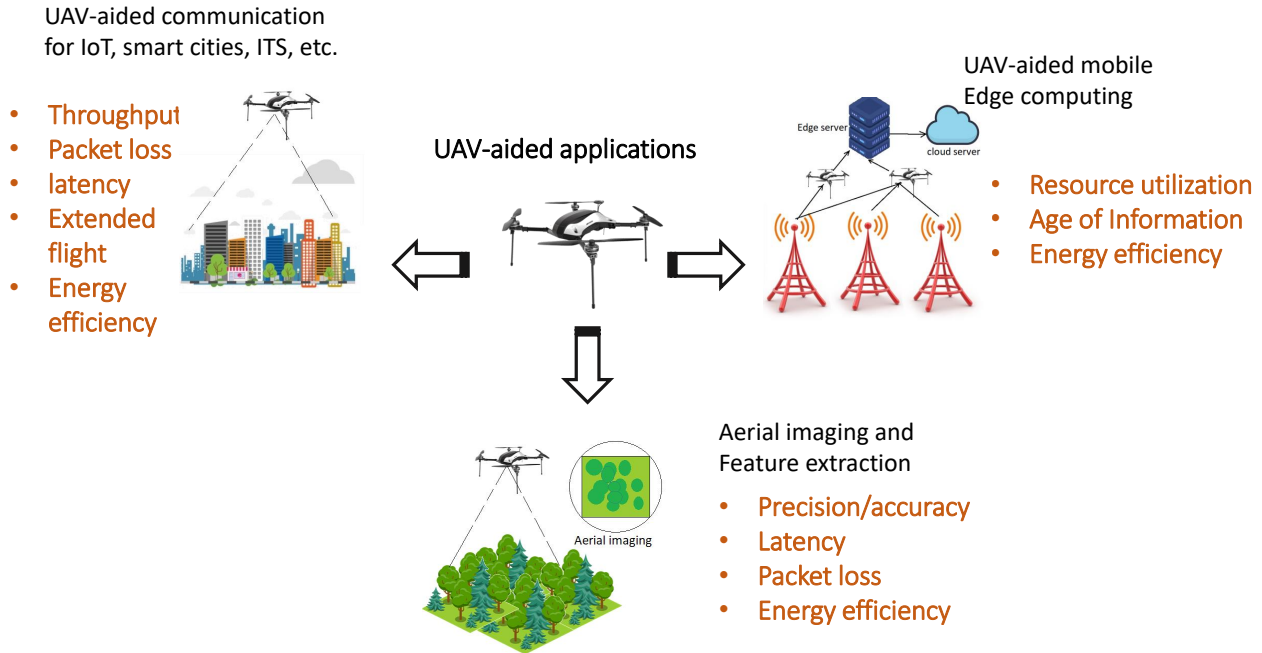 UAV-aided communication
for IoT, smart cities, ITS, etc.
• Throughput
• Packet loss
• latency
• Extended
flight
• Energy
efficiency
UAV-aided applications
UAV-aided mobile
Edge computing
Edge server
cloud server
• Resource utilization
• Age of Information
• Energy efficiency
Aerial imaging
Aerial imaging and
Feature extraction
• Precision/accuracy
• Latency
• Packet loss
• Energy efficiency